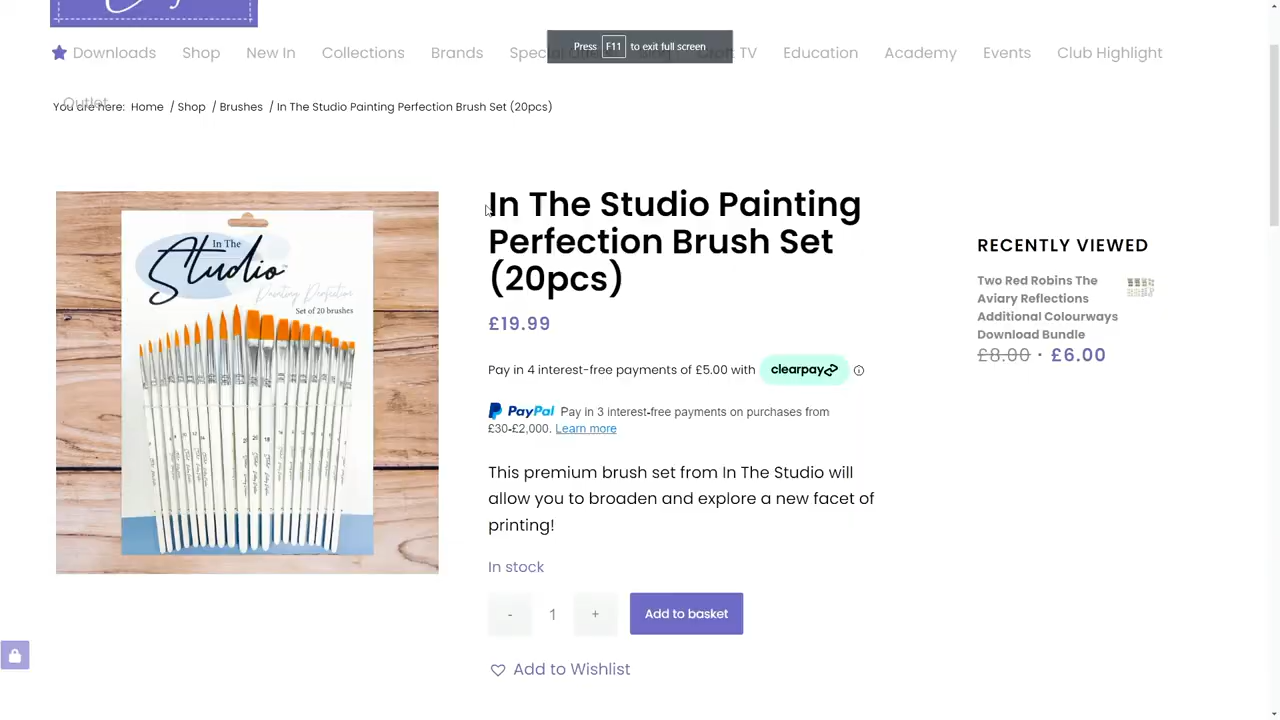 Press F11 to exit full screen
Downloads Shop New In Collections Brands TV Education Academy Events Club Highlight
Outlet
You are here: Home / Shop / Brushes / In The Studio Painting Perfection Brush Set (20pcs)
In The
Studio
Painting Perfection
Set of 20 brushes
In The Studio Painting
Perfection Brush Set
(20pcs)
£19.99
Pay in 4 interest-free payments of £5.00 with clearpay
PayPal Pay in 3 interest-free payments on purchases from
£30-£2,000. Learn more
This premium brush set from In The Studio will
allow you to broaden and explore a new facet of
printing!
In stock
- 1 + Add to basket
Add to Wishlist
RECENTLY VIEWED
Two Red Robins The
Aviary Reflections
Additional Colourways
Download Bundle
£8.00 · £6.00